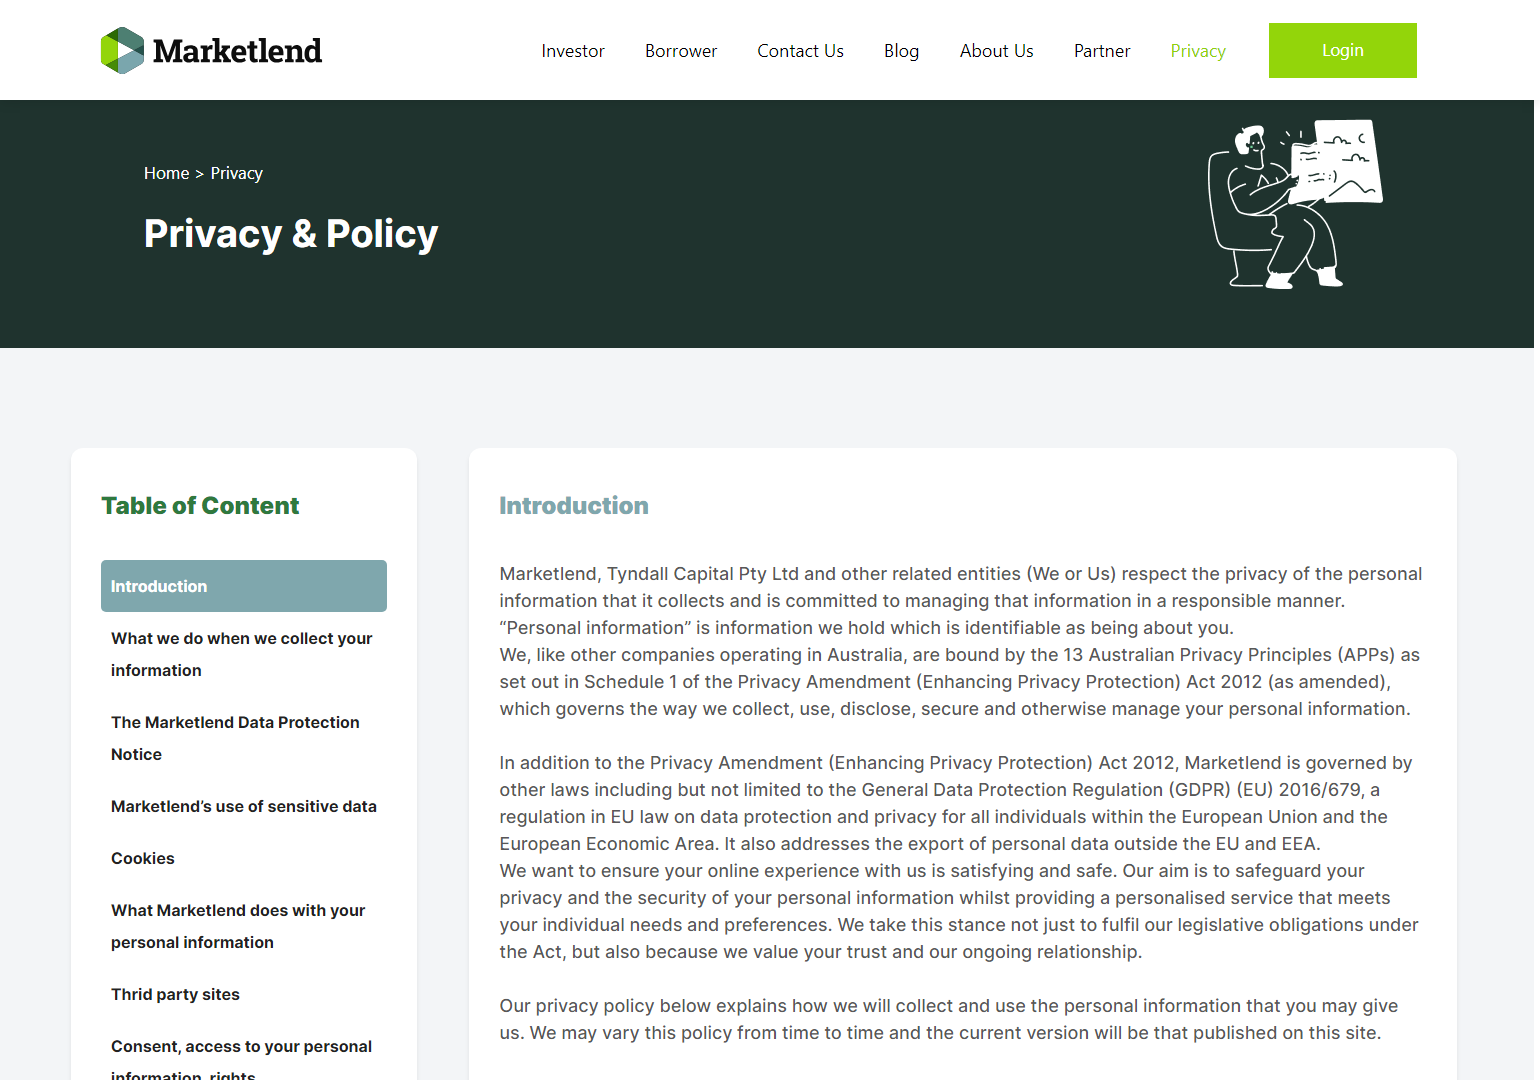 Marketlend
Investor
Borrower
Contact Us
Blog
About Us
Partner
Privacy
Login
Home > Privacy
Privacy & Policy
Table of Content
Introduction
What we do when we collect your
information
The Marketlend Data Protection
Notice
Marketlend’s use of sensitive data
Cookies
What Marketlend does with your
personal information
Thrid party sites
Consent, access to your personal
information, rights
Introduction
Marketlend, Tyndall Capital Pty Ltd and other related entities (We or Us) respect the privacy of the personal
information that it collects and is committed to managing that information in a responsible manner.
“Personal information” is information we hold which is identifiable as being about you.
We, like other companies operating in Australia, are bound by the 13 Australian Privacy Principles (APPs) as
set out in Schedule 1 of the Privacy Amendment (Enhancing Privacy Protection) Act 2012 (as amended),
which governs the way we collect, use, disclose, secure and otherwise manage your personal information.
In addition to the Privacy Amendment (Enhancing Privacy Protection) Act 2012, Marketlend is governed by
other laws including but not limited to the General Data Protection Regulation (GDPR) (EU) 2016/679, a
regulation in EU law on data protection and privacy for all individuals within the European Union and the
European Economic Area. It also addresses the export of personal data outside the EU and EEA.
We want to ensure your online experience with us is satisfying and safe. Our aim is to safeguard your
privacy and the security of your personal information whilst providing a personalised service that meets
your individual needs and preferences. We take this stance not just to fulfil our legislative obligations under
the Act, but also because we value your trust and our ongoing relationship.
Our privacy policy below explains how we will collect and use the personal information that you may give
us. We may vary this policy from time to time and the current version will be that published on this site.